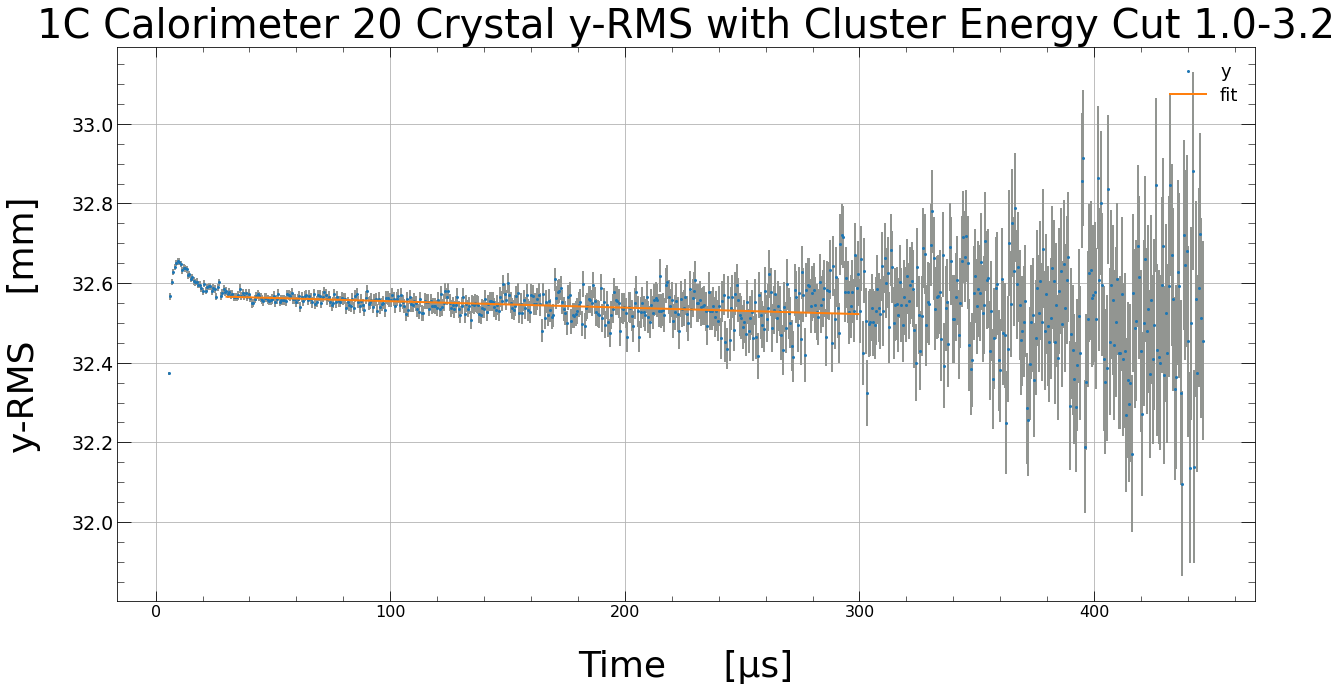 1C Calorimeter 20 Crystal y-RMS with Cluster Energy Cut 1.0-3.2
y
fit
33.0
32.8
32.6
32.4
32.2
32.0
y-RMS [mm]
0 100 200 300 400
Time [µs]